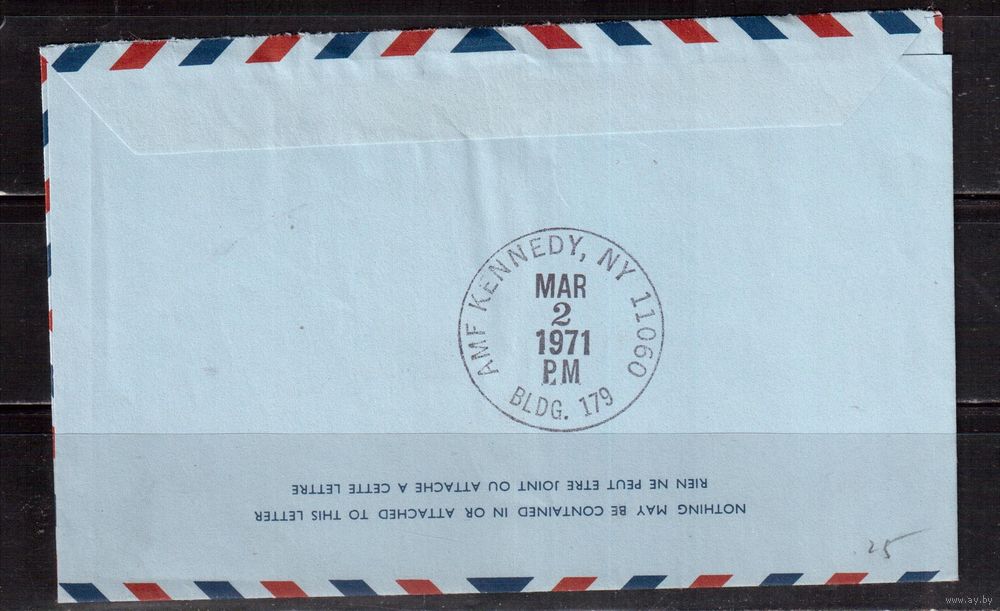 AMF KENNEDY, NY 11060
MAR
2
1971
P.M
BLDG. 179
NOTHING MAY BE CONTAINED IN OR ATTACHED TO THIS LETTER
RIEN NE PEUT ETRE JOINT OU ATTACHE A CETTE LETTRE
.25
www.ay.by